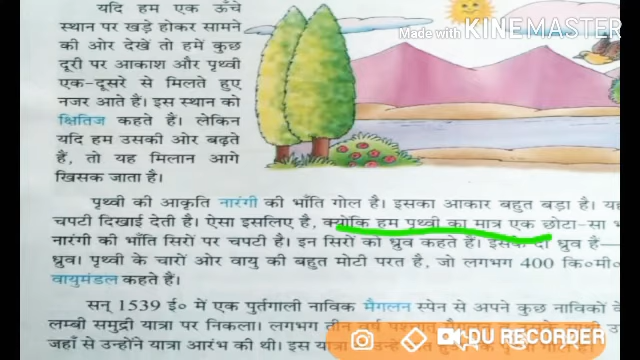 यदि हम एक ऊँचे
स्थान पर खड़े होकर सामने
की ओर देखें तो हमें कुछ
दूरी पर आकाश और पृथ्वी
एक-दूसरे से मिलते हुए
नजर आते हैं। इस स्थान को
क्षितिज कहते हैं। लेकिन
यदि हम उसकी ओर बढ़ते
हैं, तो यह मिलान आगे
खिसक जाता है।
Made with KINEMASTER
पृथ्वी की आकृति नारंगी की भाँति गोल है। इसका आकार बहुत बड़ा है।
चपटी दिखाई देती है। ऐसा इसलिए है, क्योंकि हम पृथ्वी का मात्र एक छोटा-सा
नारंगी की भाँति सिरों पर चपटी है। इन सिरों को ध्रुव कहते हैं। ध्रुव हैं—
ध्रुव। पृथ्वी के चारों ओर वायु की बहुत मोटी परत है, जो लगभग 400 कि०मी०
वायुमंडल कहते हैं।
सन् 1539 ई० में एक पुर्तगाली नाविक मैगलन स्पेन से अपने कुछ नाविकों
लम्बी समुद्री यात्रा पर निकला। लगभग तीन वर्ष
जहाँ से उन्होंने यात्रा आरंभ की थी। इस
DU RECORDER